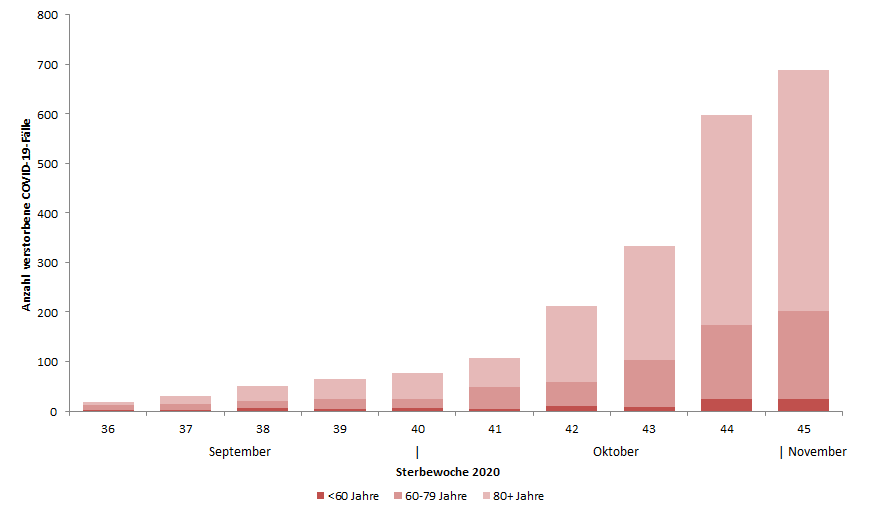 800
700
600
500
400
300
200
100
0
Anzahl verstorbene COVID-19-Fälle
36 37 38 39 40 41 42 43 44 45
September | Oktober | November
Sterbewoche 2020
<60 Jahre 60-79 Jahre 80+ Jahre